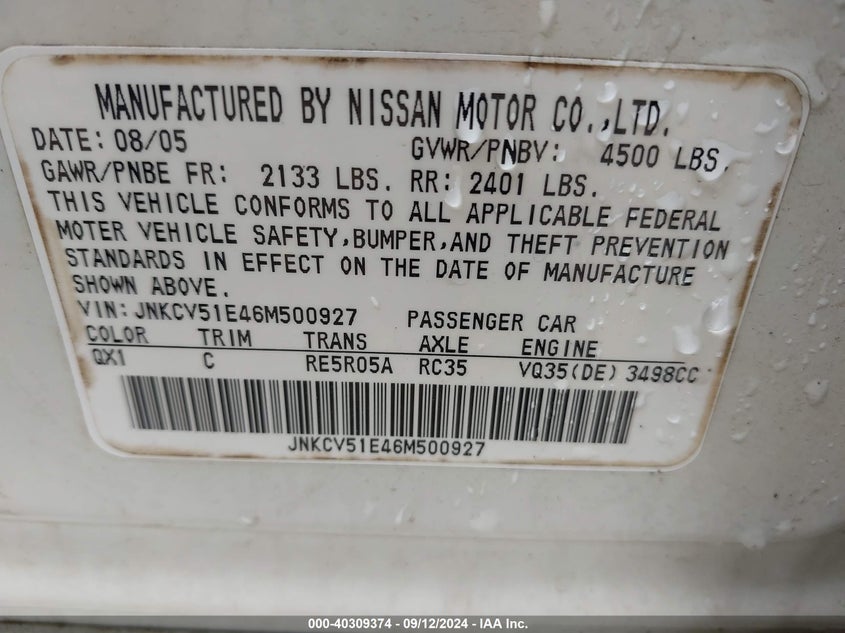 MANUFACTURED BY NISSAN MOTOR CO.,LTD.
DATE: 08/05 GVWR/PNBV: 4500 LBS.
GAWR/PNBE FR: 2133 LBS. RR: 2401 LBS.
THIS VEHICLE CONFORMS TO ALL APPLICABLE FEDERAL
MOTER VEHICLE SAFETY,BUMPER,AND THEFT PREVENTION
STANDARDS IN EFFECT ON THE DATE OF MANUFACTURE
SHOWN ABOVE.
VIN: JNKCV51E46M500927 PASSENGER CAR
COLOR TRIM TRANS AXLE ENGINE
QX1 C RE5R05A RC35 VQ35(DE) 3498CC
JNKCV51E46M500927
000-40309374 - 09/12/2024 - IAA Inc.